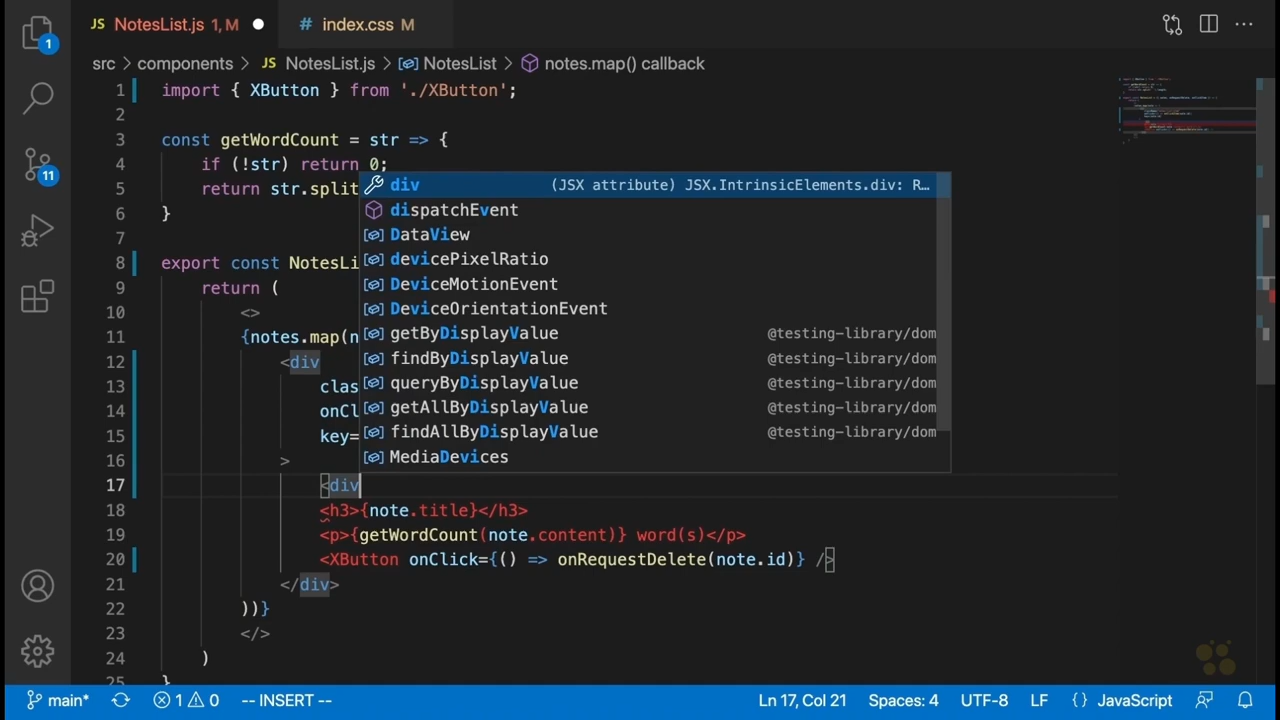 JS NotesList.js 1, M
# index.css M
src > components > JS NotesList.js > NotesList > notes.map() callback
1 import { XButton } from './XButton';
2
3 const getWordCount = str => {
4 if (!str) return 0;
5 return str.split
6 }
7
8 export const NotesLi
9 return (
10 <>
11 {notes.map(n
12 <div
13 clas
14 onCl
15 key=
16 >
17 <div
18 <h3>{note.title}</h3>
19 <p>{getWordCount(note.content)} word(s)</p>
20 <XButton onClick={() => onRequestDelete(note.id)} />
21 </div>
22 ))}
23 </>
24 )
25 }
div (JSX attribute) JSX.IntrinsicElements.div: R…
dispatchEvent
DataView
devicePixelRatio
DeviceMotionEvent
DeviceOrientationEvent
getByDisplayValue @testing-library/dom
findByDisplayValue @testing-library/dom
queryByDisplayValue @testing-library/dom
getAllByDisplayValue @testing-library/dom
findAllByDisplayValue @testing-library/dom
MediaDevices
1
11
main* 1 0 -- INSERT -- Ln 17, Col 21 Spaces: 4 UTF-8 LF {} JavaScript